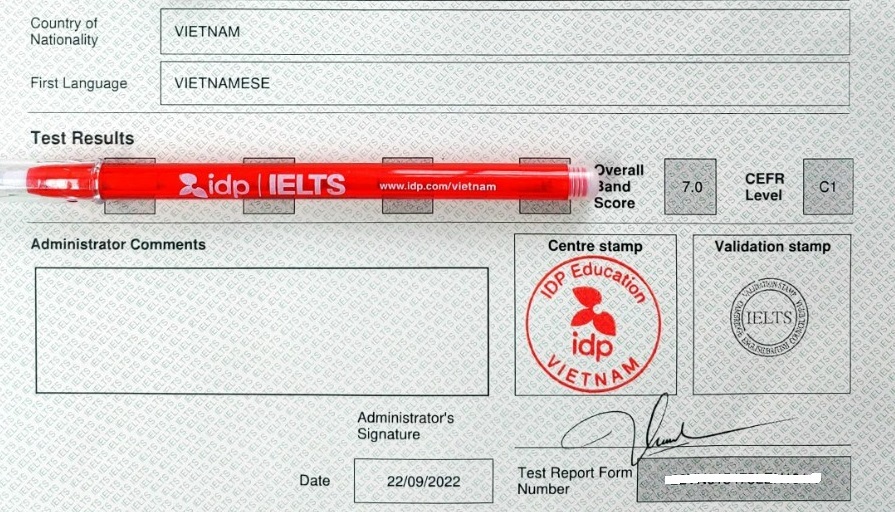 Country of
Nationality
VIETNAM
First Language
VIETNAMESE
Test Results
idp | IELTS
www.idp.com/vietnam
Overall
Band
Score
7.0
CEFR
Level
C1
Administrator Comments
Centre stamp
IDP Education
idp
VIETNAM
Validation stamp
VALIDATION STAMP
IELTS
Administrator's
Signature
Date
22/09/2022
Test Report Form
Number